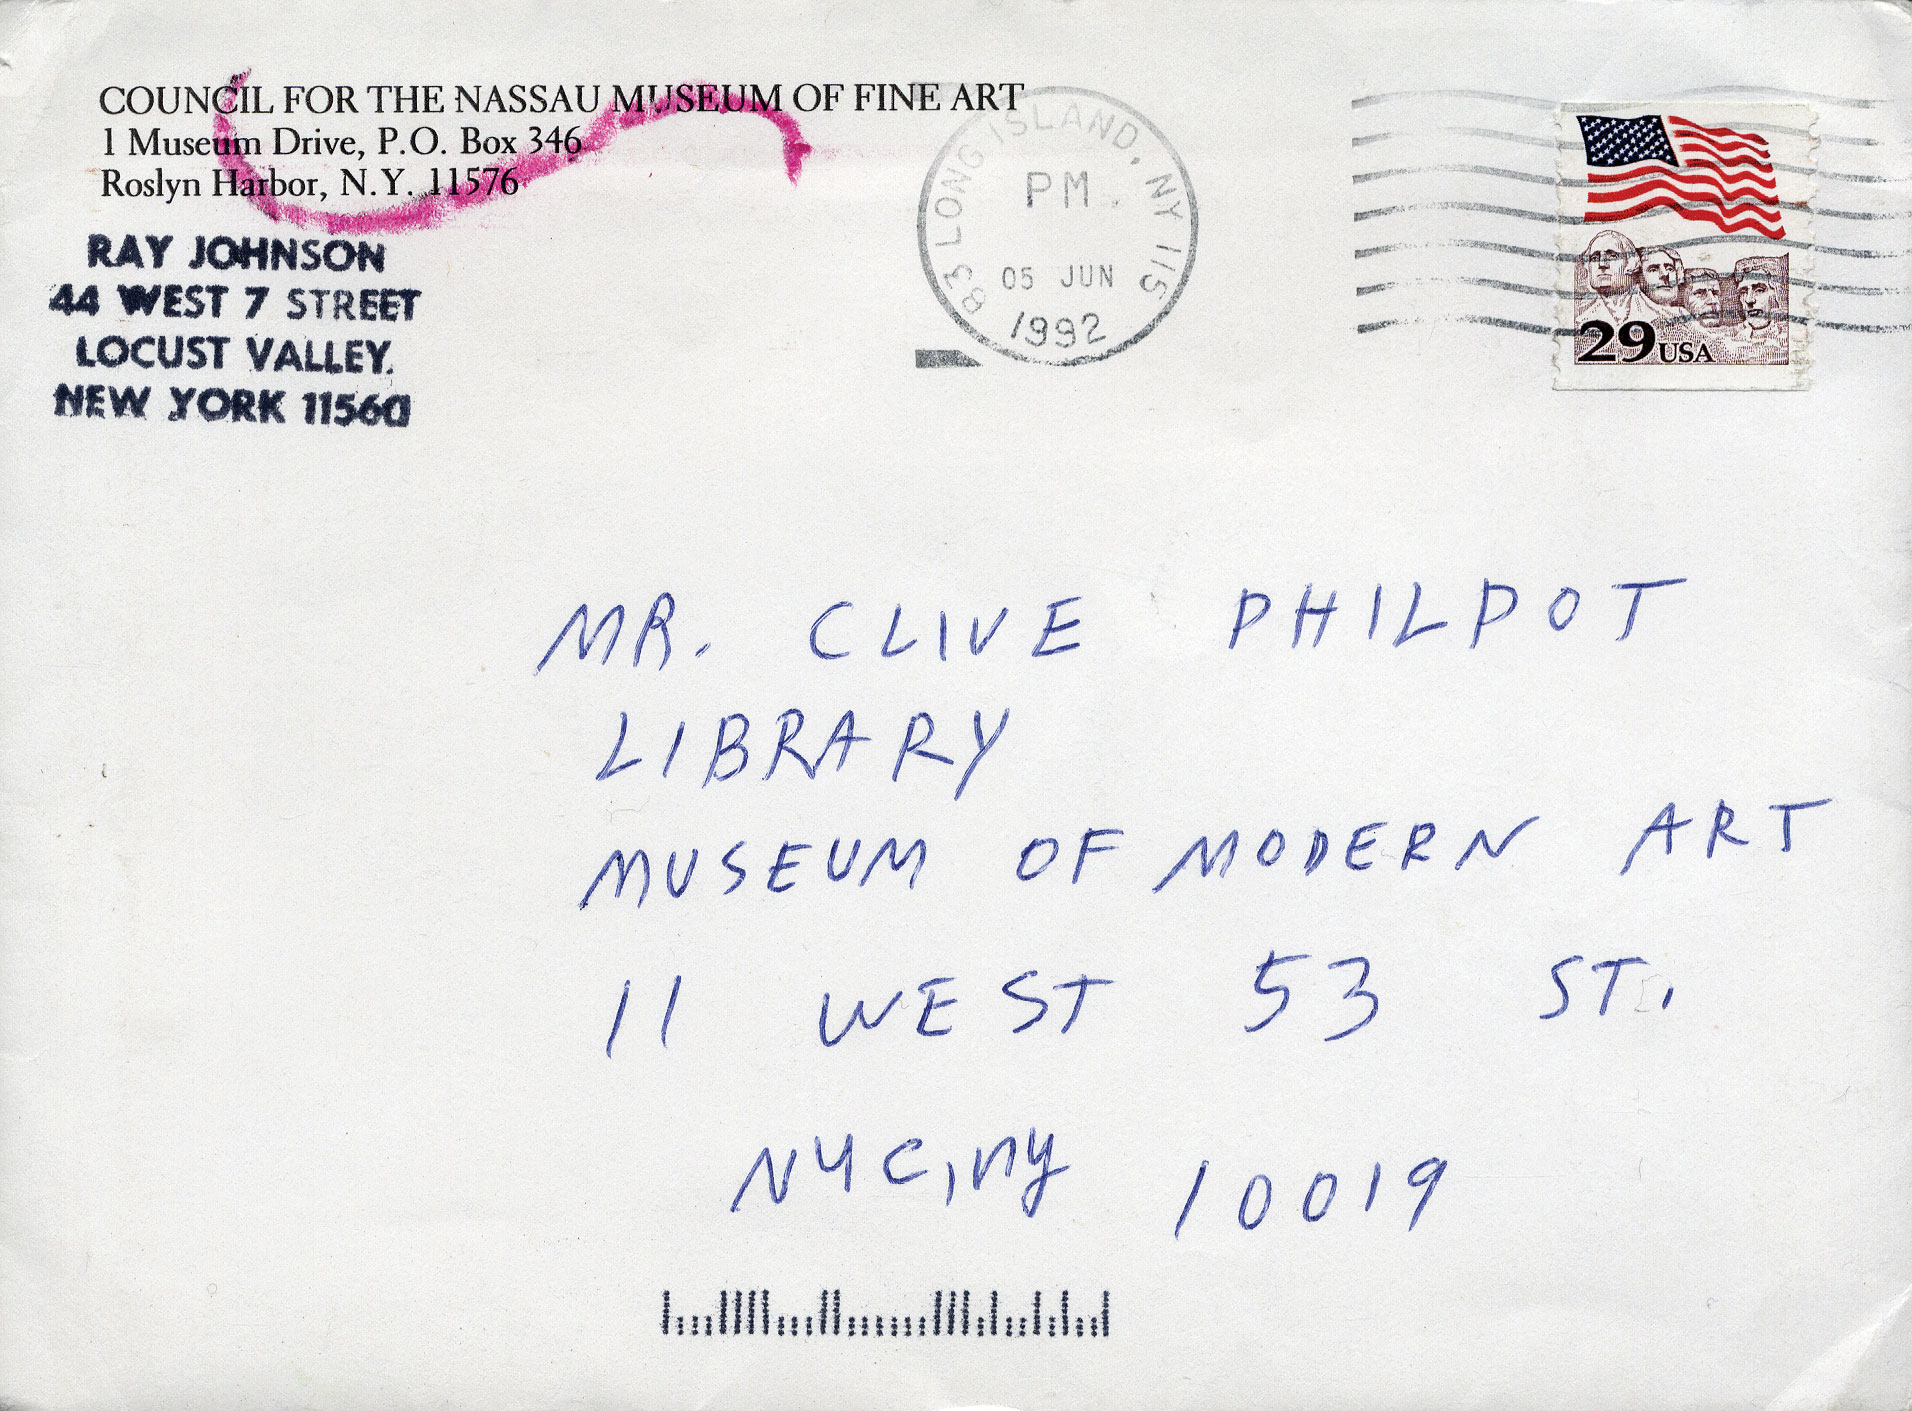 COUNCIL FOR THE NASSAU MUSEUM OF FINE ART
1 Museum Drive, P.O. Box 346
Roslyn Harbor, N.Y. 11576
RAY JOHNSON
44 WEST 7 STREET
LOCUST VALLEY.
NEW YORK 11560
83 LONG ISLAND, NY 115
PM
05 JUN
1992
29 USA
MR. CLIVE PHILPOT
LIBRARY
MUSEUM OF MODERN ART
11 WEST 53 ST.
NYC, NY 10019